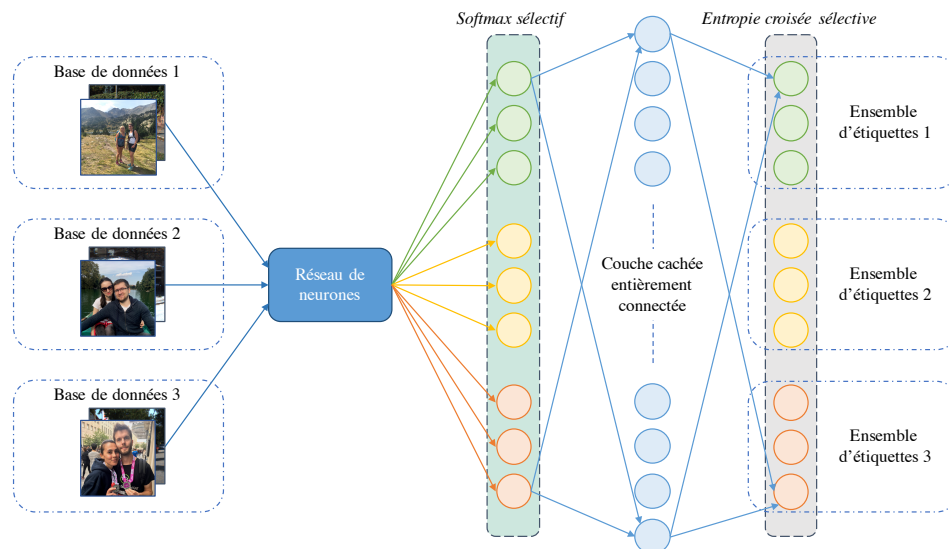 Softmax sélectif
Entropie croisée sélective
Base de données 1
Base de données 2
Base de données 3
Réseau de
neurones
Couche cachée
entièrement
connectée
Ensemble
d'étiquettes 1
Ensemble
d'étiquettes 2
Ensemble
d'étiquettes 3